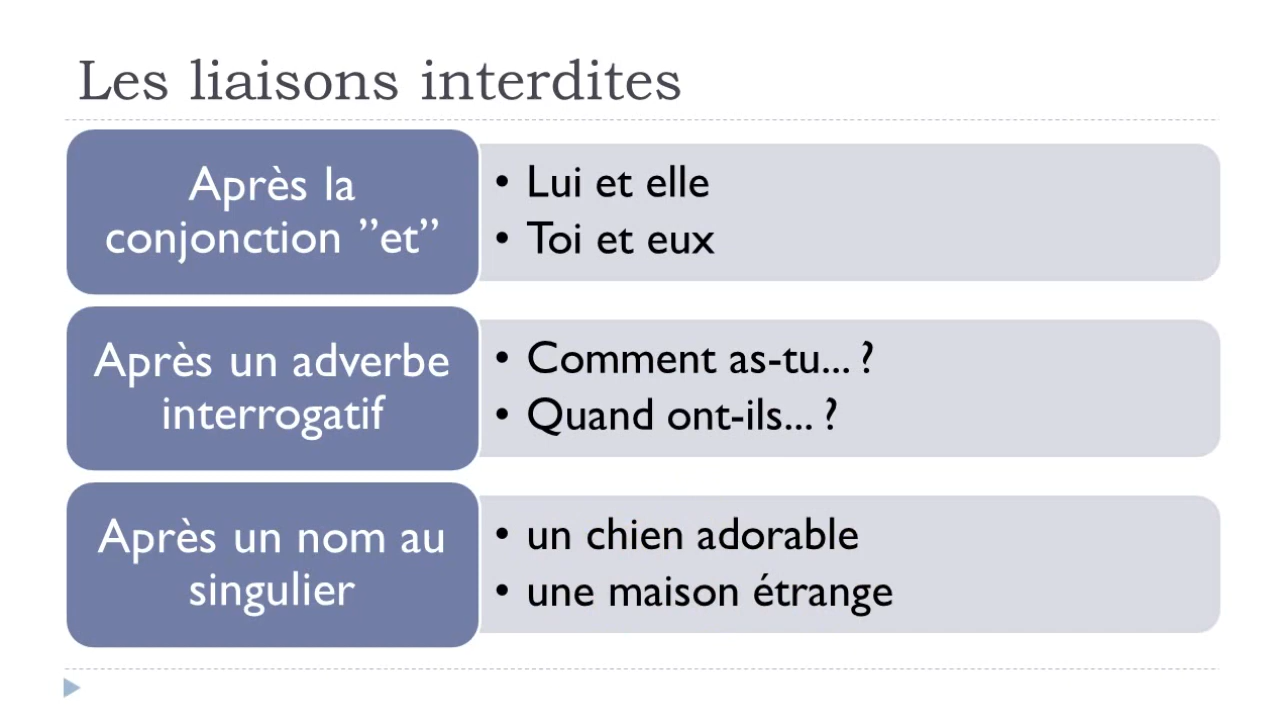 Les liaisons interdites
Après la
conjonction ”et”
• Lui et elle
• Toi et eux
Après un adverbe
interrogatif
• Comment as-tu... ?
• Quand ont-ils... ?
Après un nom au
singulier
• un chien adorable
• une maison étrange